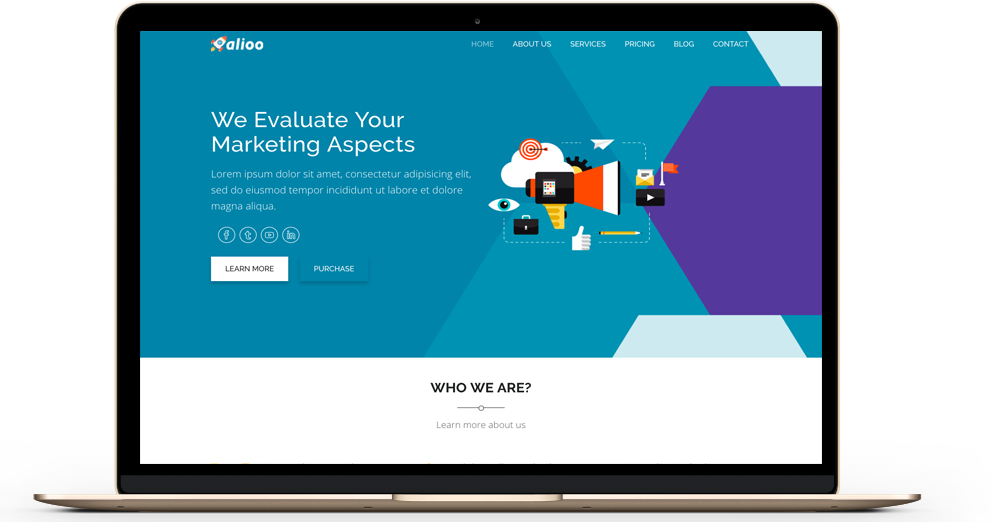 alioo
HOME ABOUT US SERVICES PRICING BLOG CONTACT
We Evaluate Your
Marketing Aspects
Lorem ipsum dolor sit amet, consectetur adipisicing elit,
sed do eiusmod tempor incididunt ut labore et dolore
magna aliqua.
LEARN MORE PURCHASE
WHO WE ARE?
Learn more about us